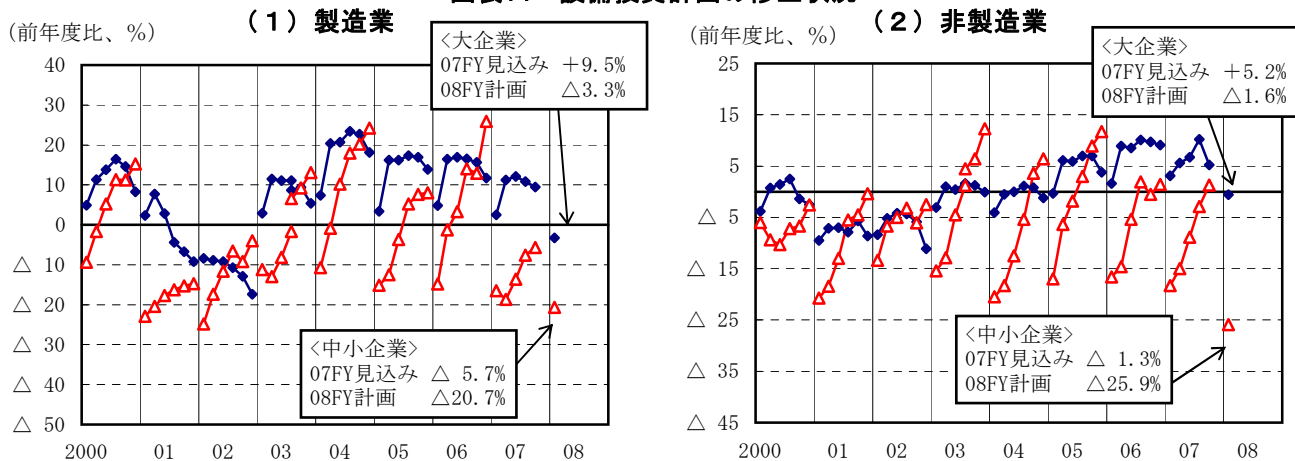 （１）製造業
(前年度比、%)
<大企業>
07FY見込み ＋9.5%
08FY計画 △3.3%
40
30
20
10
0
△ 10
△ 20
△ 30
△ 40
△ 50
<中小企業>
07FY見込み △ 5.7%
08FY計画 △20.7%
2000 01 02 03 04 05 06 07 08
（２）非製造業
(前年度比、%)
<大企業>
07FY見込み ＋5.2%
08FY計画 △1.6%
25
15
5
△ 5
△ 15
△ 25
△ 35
△ 45
<中小企業>
07FY見込み △ 1.3%
08FY計画 △25.9%
2000 01 02 03 04 05 06 07 08